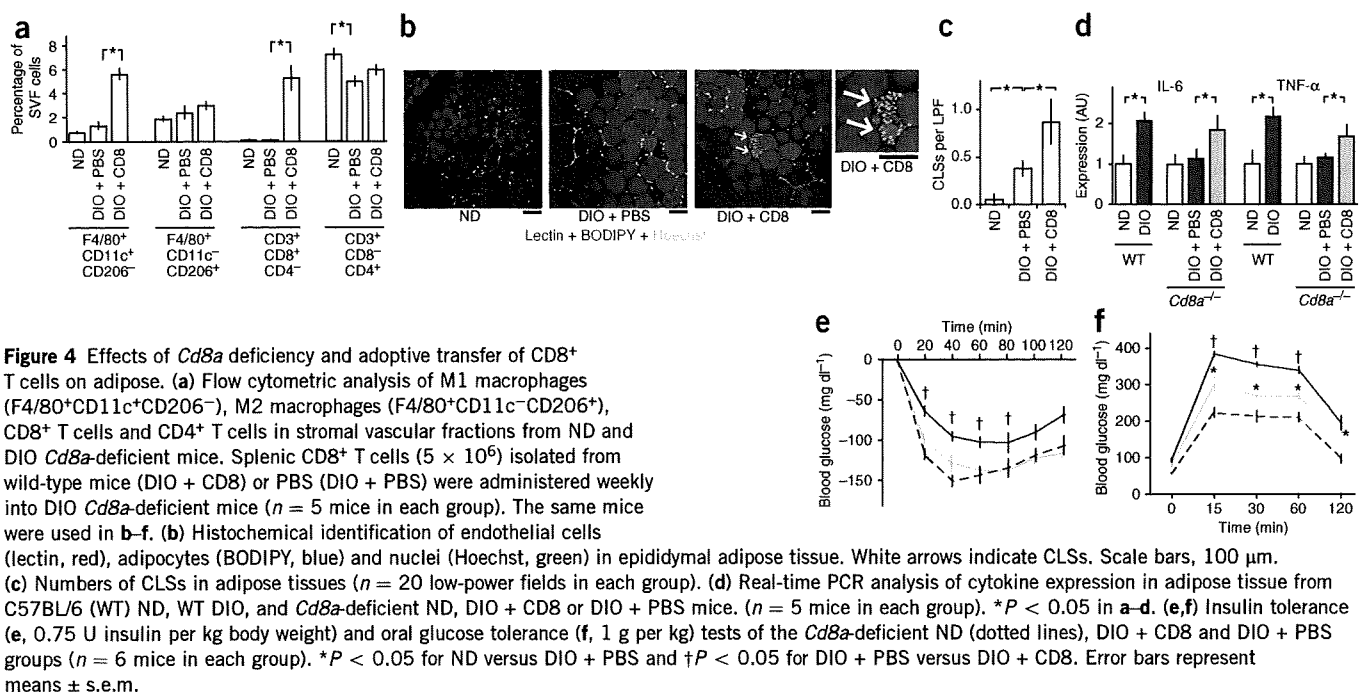 a
Percentage of
SVF cells
8
6
4
2
0
*
*
*
ND
DIO + PBS
DIO + CD8
ND
DIO + PBS
DIO + CD8
ND
DIO + PBS
DIO + CD8
ND
DIO + PBS
DIO + CD8
F4/80⁺
CD11c⁺
CD206⁻
F4/80⁺
CD11c⁻
CD206⁺
CD3⁺
CD8⁺
CD4⁻
CD3⁺
CD8⁻
CD4⁺
b
ND
DIO + PBS
DIO + CD8
DIO + CD8
Lectin + BODIPY + Hoechst
c
CLSs per LPF
1.0
0.5
0.0
*
*
ND
DIO + PBS
DIO + CD8
d
Expression (AU)
2
1
0
IL-6
TNF-α
*
*
*
*
ND
DIO
ND
DIO + PBS
DIO + CD8
ND
DIO
ND
DIO + PBS
DIO + CD8
WT
Cd8a⁻/⁻
WT
Cd8a⁻/⁻
e
Time (min)
0 20 40 60 80 100 120
Blood glucose (mg dl⁻¹)
0
−50
−100
−150
† † † †
f
Blood glucose (mg dl⁻¹)
400
300
200
100
0
† † †
* * * *
0 15 30 60 120
Time (min)
Figure 4 Effects of Cd8a deficiency and adoptive transfer of CD8⁺
T cells on adipose. (a) Flow cytometric analysis of M1 macrophages
(F4/80⁺CD11c⁺CD206⁻), M2 macrophages (F4/80⁺CD11c⁻CD206⁺),
CD8⁺ T cells and CD4⁺ T cells in stromal vascular fractions from ND and
DIO Cd8a-deficient mice. Splenic CD8⁺ T cells (5 × 10⁶) isolated from
wild-type mice (DIO + CD8) or PBS (DIO + PBS) were administered weekly
into DIO Cd8a-deficient mice (n = 5 mice in each group). The same mice
were used in b–f. (b) Histochemical identification of endothelial cells
(lectin, red), adipocytes (BODIPY, blue) and nuclei (Hoechst, green) in epididymal adipose tissue. White arrows indicate CLSs. Scale bars, 100 μm.
(c) Numbers of CLSs in adipose tissues (n = 20 low-power fields in each group). (d) Real-time PCR analysis of cytokine expression in adipose tissue from
C57BL/6 (WT) ND, WT DIO, and Cd8a-deficient ND, DIO + CD8 or DIO + PBS mice. (n = 5 mice in each group). *P < 0.05 in a–d. (e,f) Insulin tolerance
(e, 0.75 U insulin per kg body weight) and oral glucose tolerance (f, 1 g per kg) tests of the Cd8a-deficient ND (dotted lines), DIO + CD8 and DIO + PBS
groups (n = 6 mice in each group). *P < 0.05 for ND versus DIO + PBS and †P < 0.05 for DIO + PBS versus DIO + CD8. Error bars represent
means ± s.e.m.